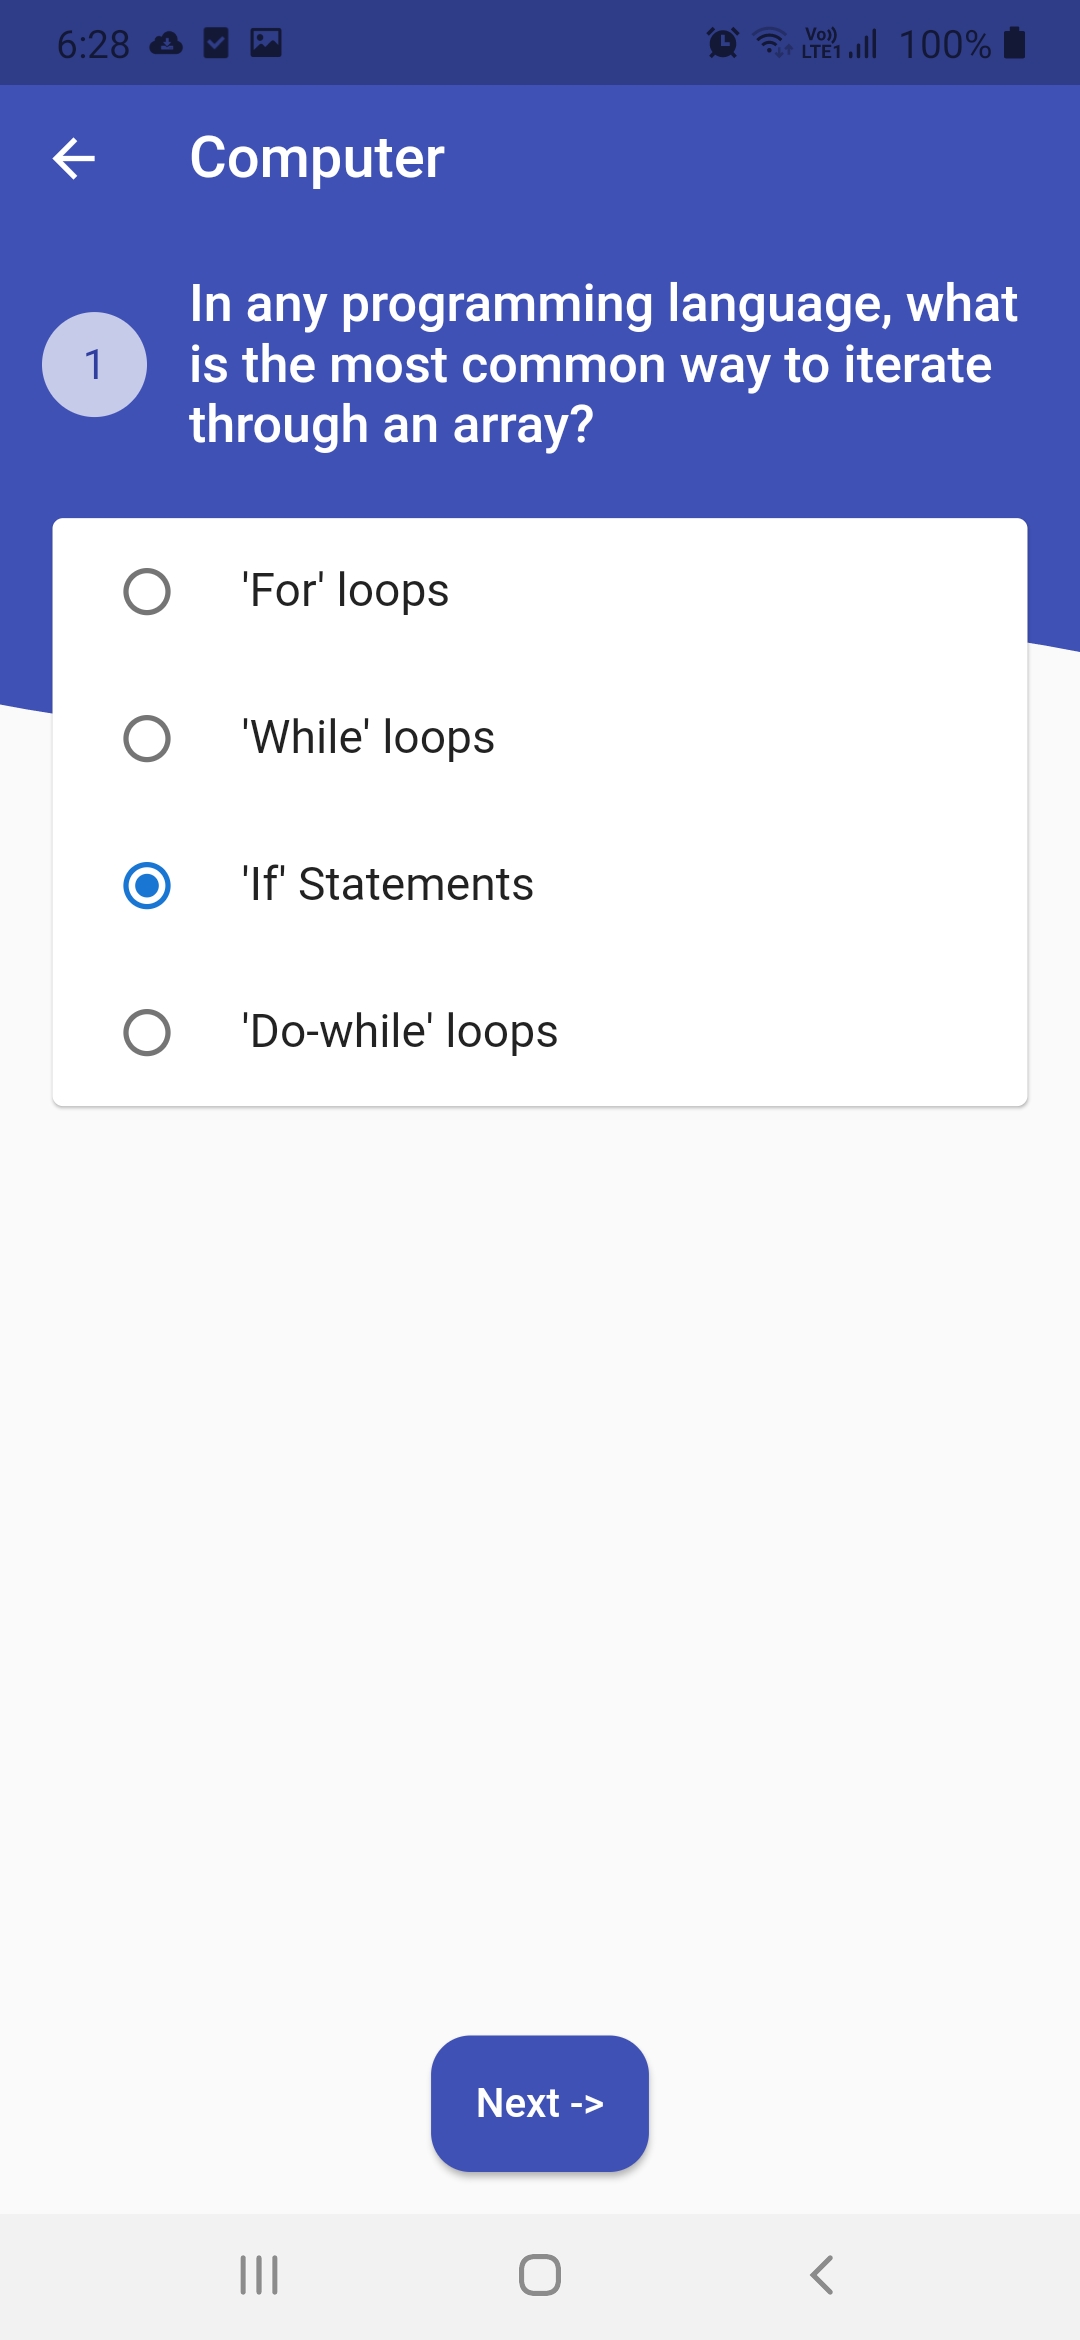 6:28
Vo))
LTE1
100%
Computer
1
In any programming language, what
is the most common way to iterate
through an array?
'For' loops
'While' loops
'If' Statements
'Do-while' loops
Next ->